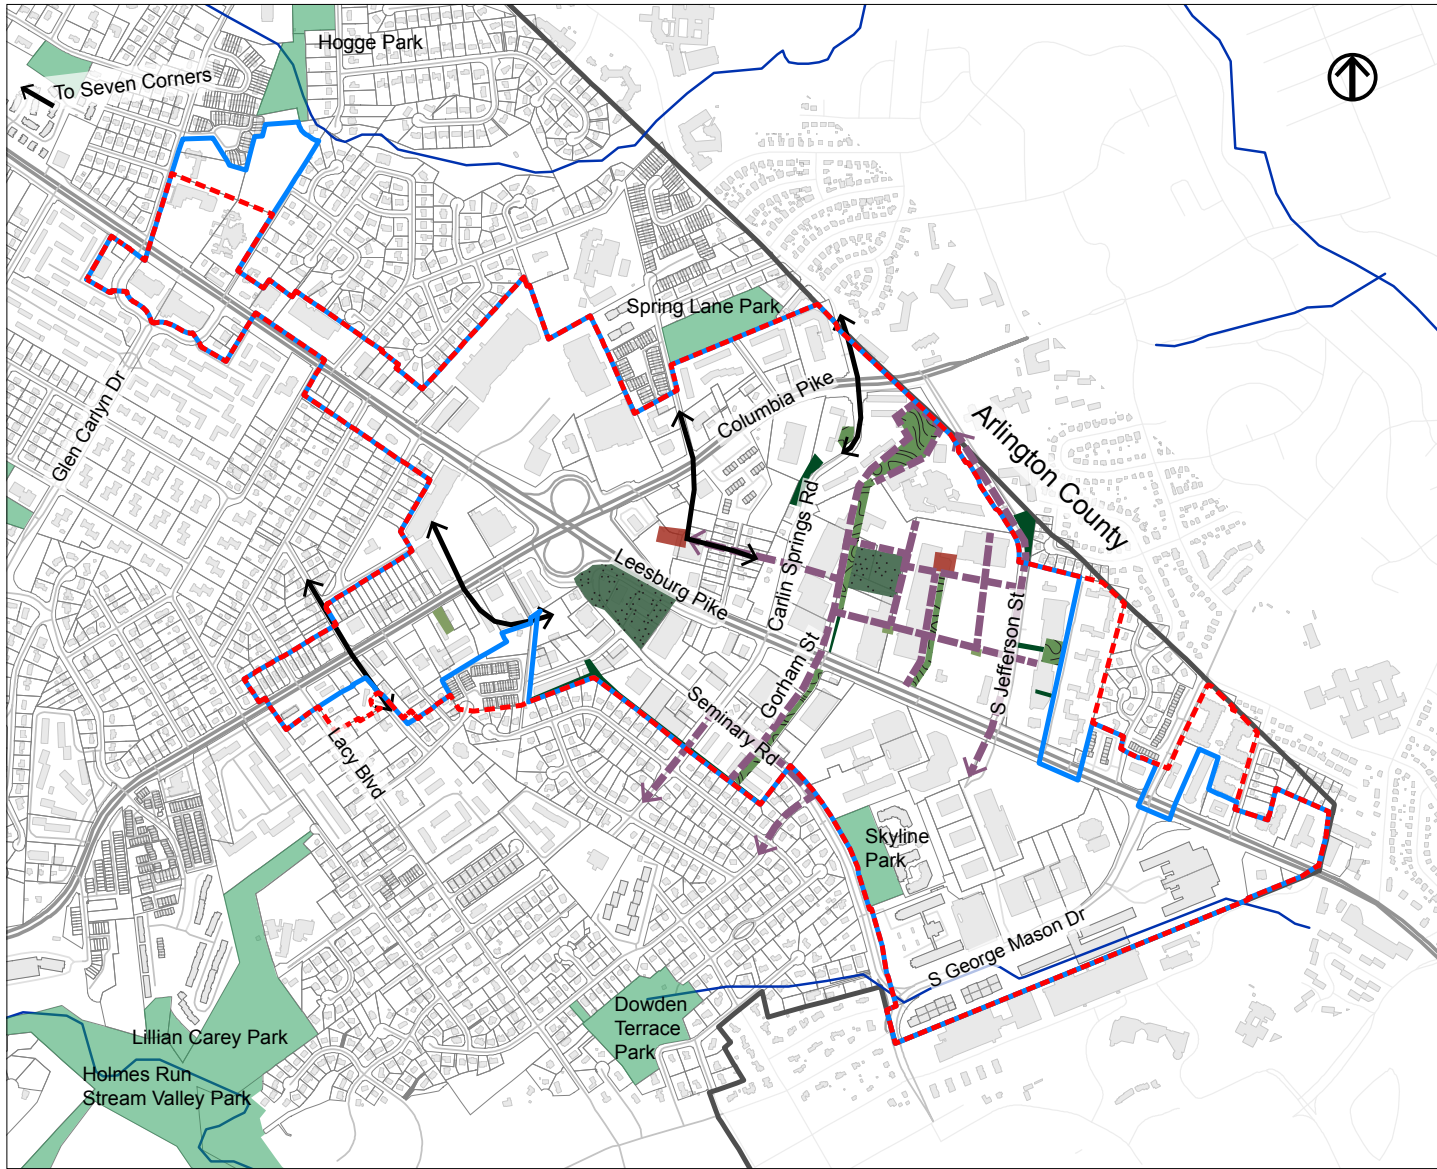 Hogge Park
To Seven Corners
Spring Lane Park
Columbia Pike
Glen Carlyn Dr
Arlington County
Carlin Springs Rd
Leesburg Pike
S Jefferson St
Gorham St
Seminary Rd
Lacy Blvd
Skyline
Park
S George Mason Dr
Dowden
Terrace
Park
Lillian Carey Park
Holmes Run
Stream Valley Park